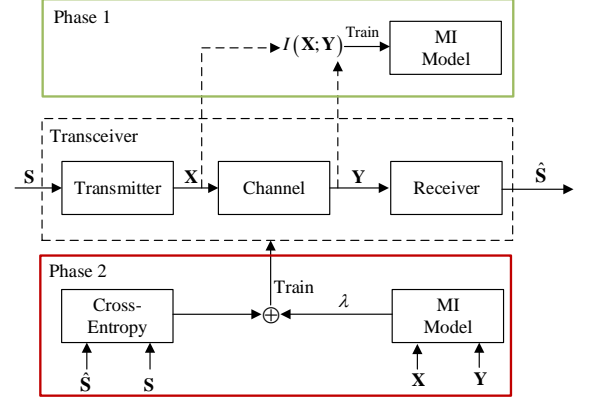 Phase 1
I(X;Y)
Train
MI
Model
Transceiver
S
Transmitter
X
Channel
Y
Receiver
Ŝ
Phase 2
Train
Cross-
Entropy
λ
MI
Model
Ŝ
S
X
Y